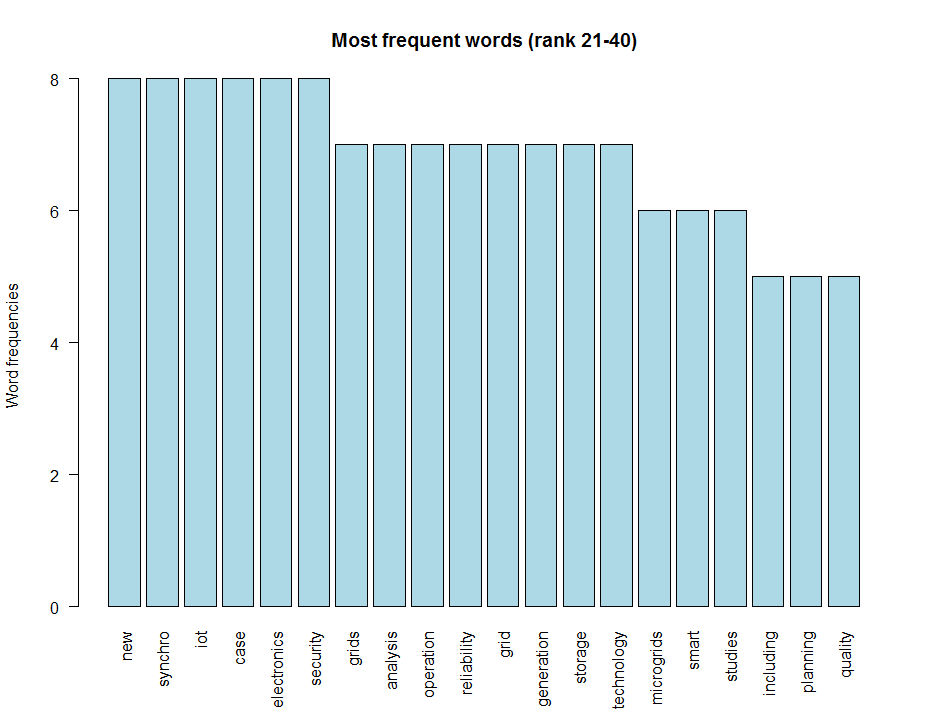 Most frequent words (rank 21-40)
Word frequencies
8
6
4
2
0
new
synchro
iot
case
electronics
security
grids
analysis
operation
reliability
grid
generation
storage
technology
microgrids
smart
studies
including
planning
quality